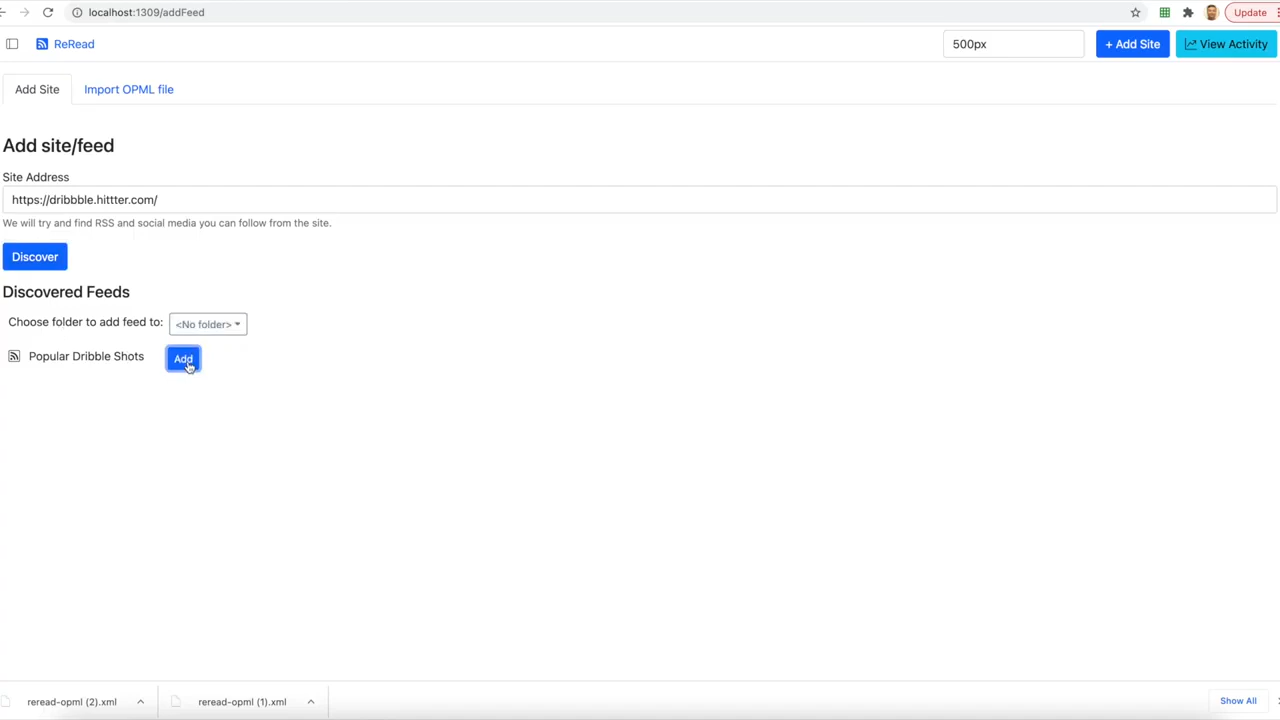 localhost:1309/addFeed
Update
ReRead
500px
+ Add Site
View Activity
Add Site
Import OPML file
Add site/feed
Site Address
https://dribbble.hittter.com/
We will try and find RSS and social media you can follow from the site.
Discover
Discovered Feeds
Choose folder to add feed to:
<No folder>
Popular Dribble Shots
Add
reread-opml (2).xml
reread-opml (1).xml
Show All